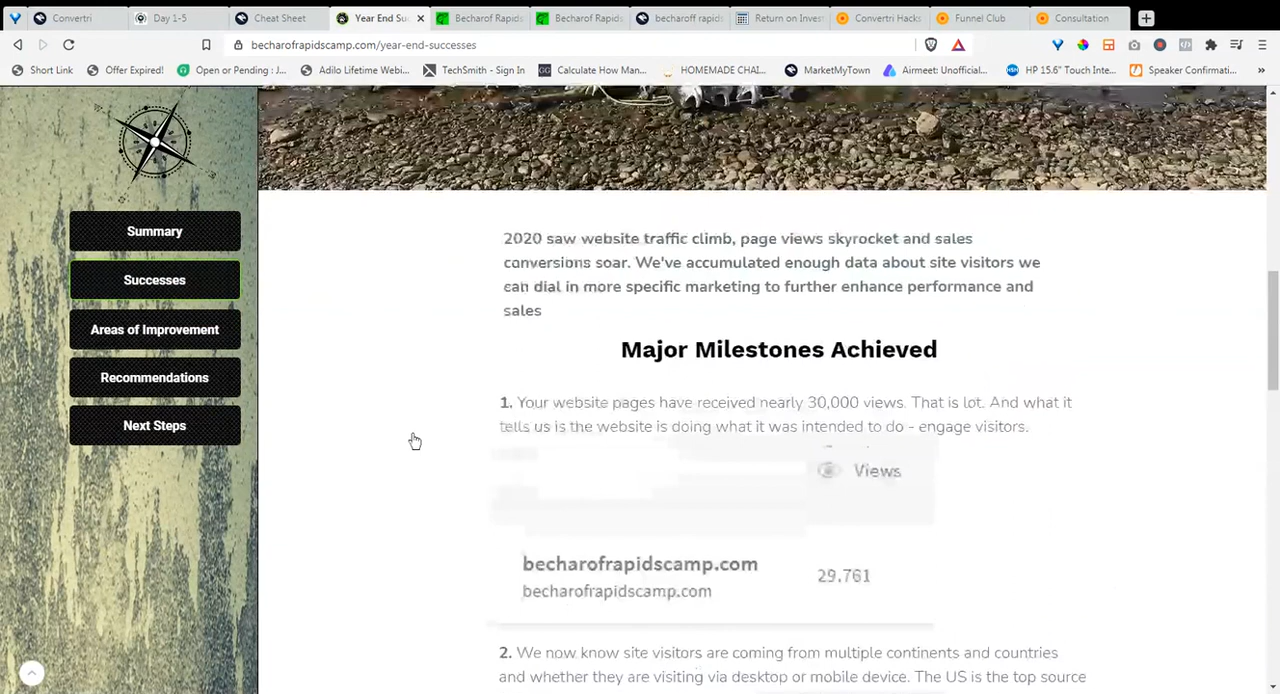 Convertri
Day 1-5
Cheat Sheet
Year End Su
Becharof Rapids
Becharof Rapids
becharoff rapids
Return on Invest
Convertri Hacks
Funnel Club
Consultation
becharofrapidscamp.com/year-end-successes
Short Link
Offer Expired!
Open or Pending : J...
Adilo Lifetime Webi...
TechSmith - Sign In
GG
Calculate How Man...
HOMEMADE CHAI...
MarketMyTown
Airmeet: Unofficial...
HSN
HP 15.6" Touch Inte...
Speaker Confirmati...
Summary
Successes
Areas of Improvement
Recommendations
Next Steps
2020 saw website traffic climb, page views skyrocket and sales
conversions soar. We've accumulated enough data about site visitors we
can dial in more specific marketing to further enhance performance and
sales
Major Milestones Achieved
1. Your website pages have received nearly 30,000 views. That is lot. And what it
tells us is the website is doing what it was intended to do - engage visitors.
Views
becharofrapidscamp.com
29,761
becharofrapidscamp.com
2. We now know site visitors are coming from multiple continents and countries
and whether they are visiting via desktop or mobile device. The US is the top source